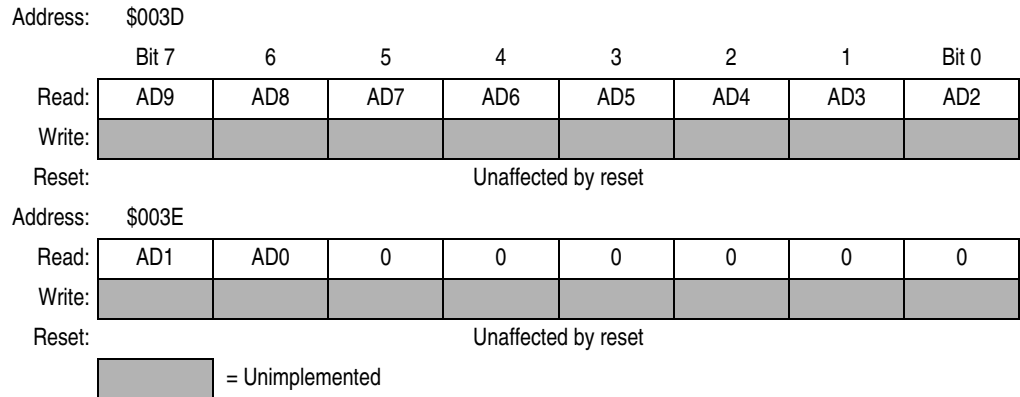 Address: $003D
Bit 7 6 5 4 3 2 1 Bit 0
Read: AD9 AD8 AD7 AD6 AD5 AD4 AD3 AD2
Write:
Reset: Unaffected by reset
Address: $003E
Read: AD1 AD0 0 0 0 0 0 0
Write:
Reset: Unaffected by reset
= Unimplemented